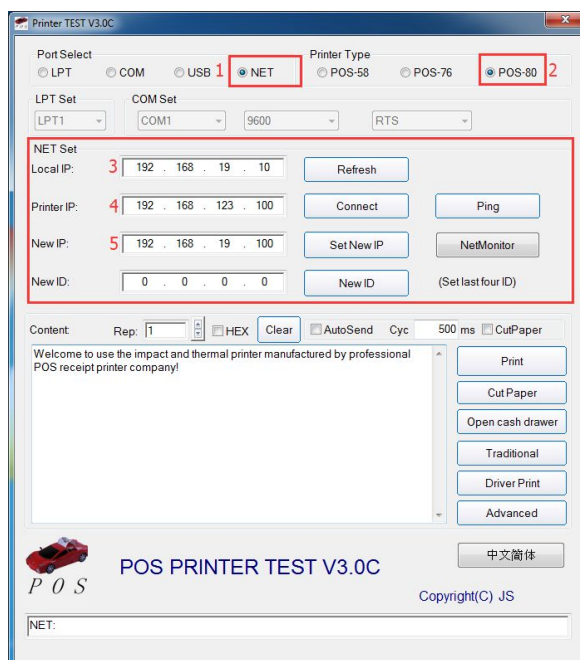 Printer TEST V3.0C
Port Select
Printer Type
LPT COM USB 1 NET POS-58 POS-76 POS-80 2
LPT Set COM Set
LPT1 COM1 9600 RTS
NET Set
Local IP: 3 192 . 168 . 19 . 10 Refresh
Printer IP: 4 192 . 168 . 123 . 100 Connect Ping
New IP: 5 192 . 168 . 19 . 100 Set New IP NetMonitor
New ID: 0 . 0 . 0 . 0 New ID (Set last four ID)
Content: Rep: 1 HEX Clear AutoSend Cyc 500 ms CutPaper
Welcome to use the impact and thermal printer manufactured by professional
POS receipt printer company!
Print
Cut Paper
Open cash drawer
Traditional
Driver Print
Advanced
中文简体
POS
POS PRINTER TEST V3.0C
Copyright(C) JS
NET: